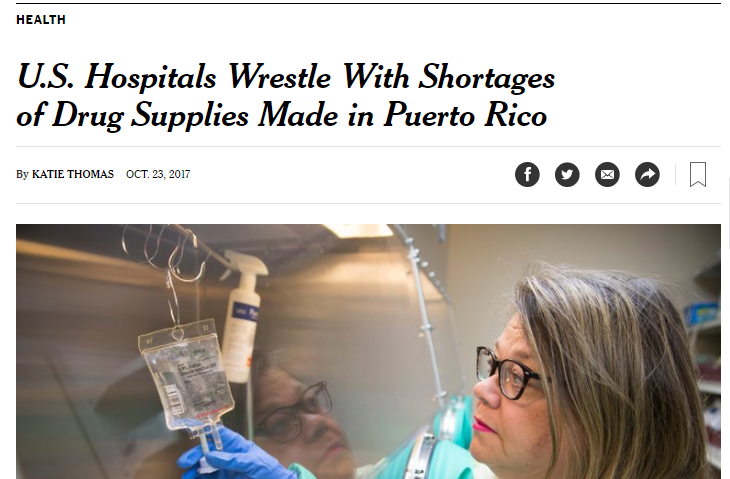 HEALTH
U.S. Hospitals Wrestle With Shortages
of Drug Supplies Made in Puerto Rico
By KATIE THOMAS OCT. 23, 2017